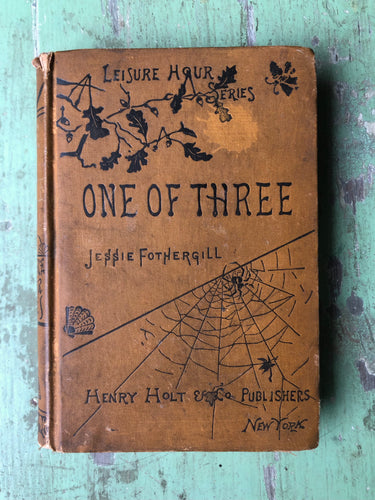 LEISURE HOUR
SERIES
ONE OF THREE
JESSIE FOTHERGILL
HENRY HOLT & CO PUBLISHERS
NEW YORK